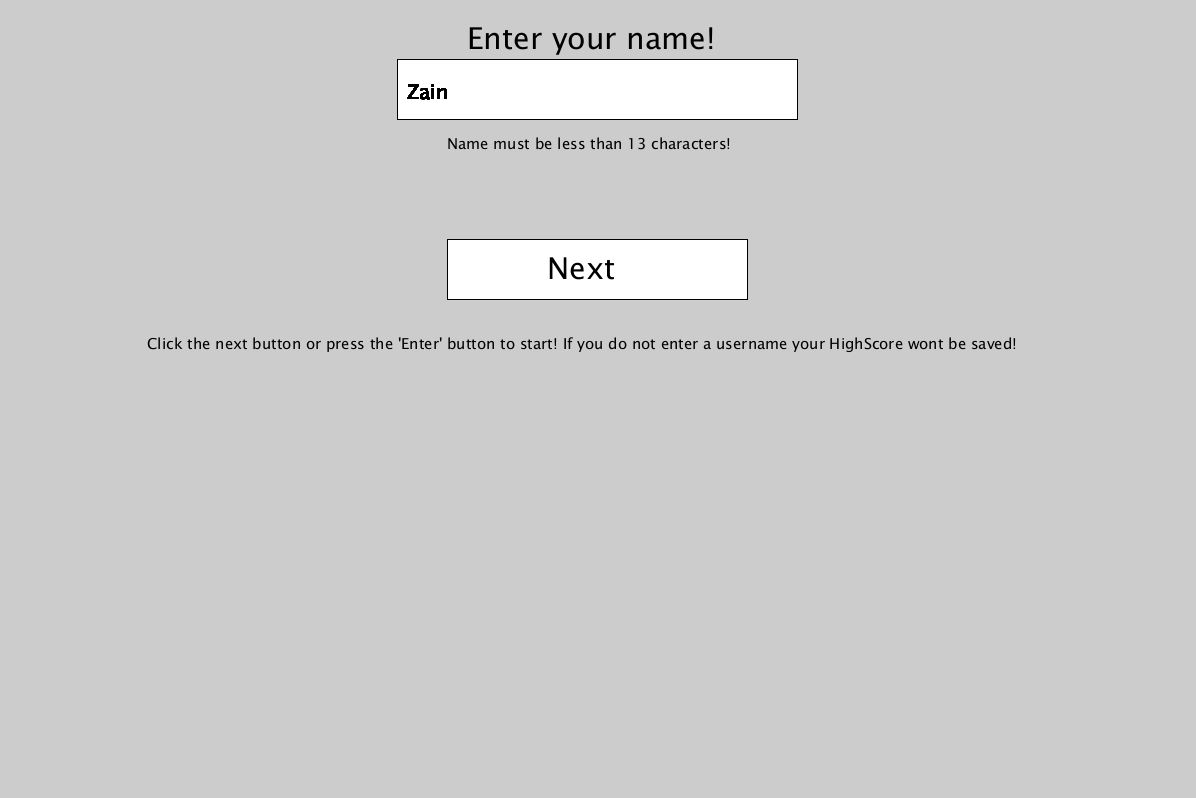 Enter your name!
Zain
Name must be less than 13 characters!
Next
Click the next button or press the 'Enter' button to start! If you do not enter a username your HighScore wont be saved!